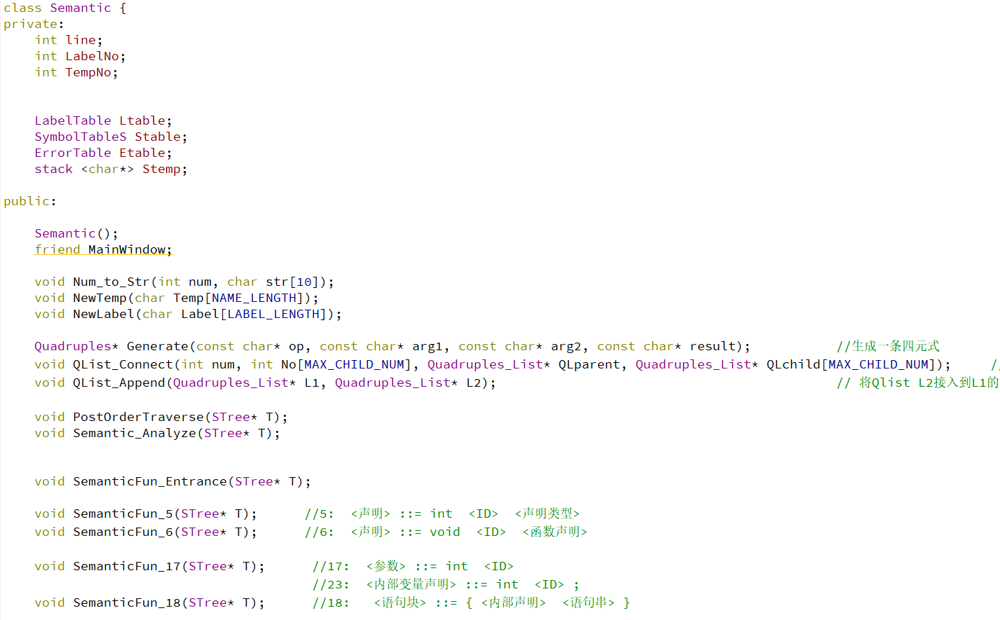 class Semantic {
private:
    int line;
    int LabelNo;
    int TempNo;
    LabelTable Ltable;
    SymbolTableS Stable;
    ErrorTable Etable;
    stack <char*> Stemp;
public:
    Semantic();
    friend MainWindow;
    void Num_to_Str(int num, char str[10]);
    void NewTemp(char Temp[NAME_LENGTH]);
    void NewLabel(char Label[LABEL_LENGTH]);
    Quadruples* Generate(const char* op, const char* arg1, const char* arg2, const char* result);           //生成一条四元式
    void QList_Connect(int num, int No[MAX_CHILD_NUM], Quadruples_List* QLparent, Quadruples_List* QLchild[MAX_CHILD_NUM]);     //
    void QList_Append(Quadruples_List* L1, Quadruples_List* L2);                                            // 将Qlist L2接入到L1的
    void PostOrderTraverse(STree* T);
    void Semantic_Analyze(STree* T);
    void SemanticFun_Entrance(STree* T);
    void SemanticFun_5(STree* T);      //5:  <声明> ::= int  <ID>  <声明类型>
    void SemanticFun_6(STree* T);      //6:  <声明> ::= void  <ID>  <函数声明>
    void SemanticFun_17(STree* T);      //17:  <参数> ::= int  <ID>
                                        //23:  <内部变量声明> ::= int  <ID> ;
    void SemanticFun_18(STree* T);      //18:   <语句块> ::= { <内部声明>  <语句串> }